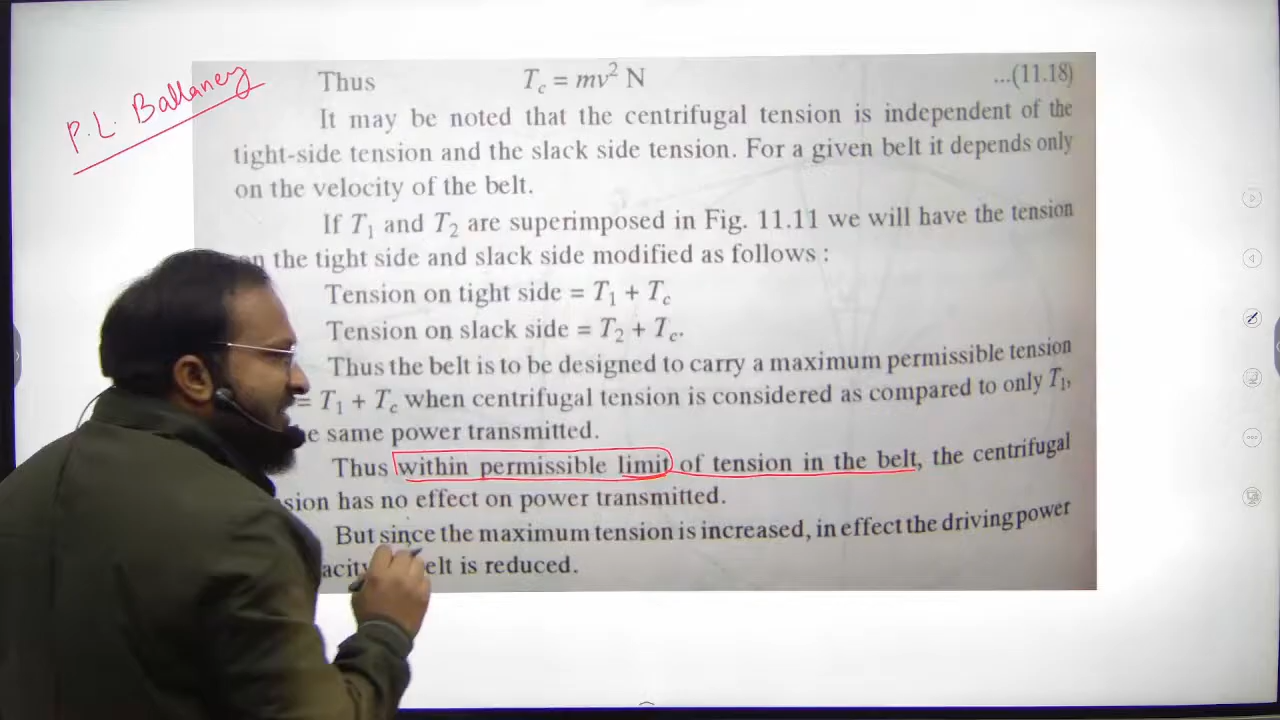 P. L. Ballaney
Thus T_c = mv² N ...(11.18)
It may be noted that the centrifugal tension is independent of the
tight-side tension and the slack side tension. For a given belt it depends only
on the velocity of the belt.
If T₁ and T₂ are superimposed in Fig. 11.11 we will have the tension
the tight side and slack side modified as follows :
Tension on tight side = T₁ + T_c
Tension on slack side = T₂ + T_c.
Thus the belt is to be designed to carry a maximum permissible tension
= T₁ + T_c when centrifugal tension is considered as compared to only T₁,
same power transmitted.
Thus within permissible limit of tension in the belt, the centrifugal
has no effect on power transmitted.
But since the maximum tension is increased, in effect the driving power
is reduced.